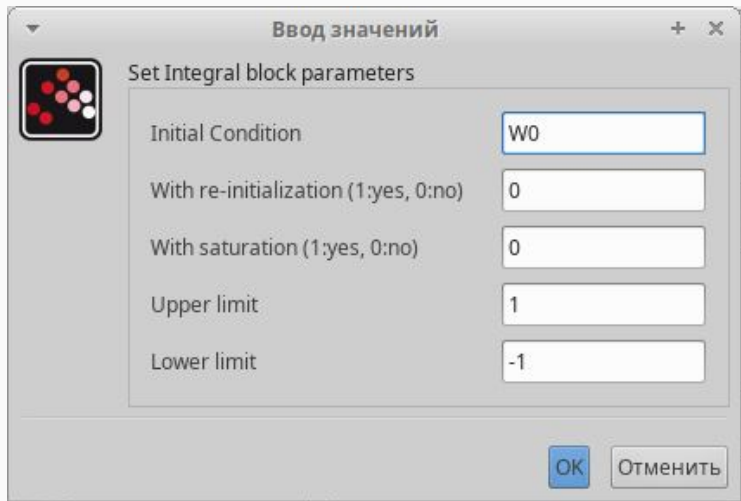 Ввод значений
Set Integral block parameters
Initial Condition W0
With re-initialization (1:yes, 0:no) 0
With saturation (1:yes, 0:no) 0
Upper limit 1
Lower limit -1
OK Отменить